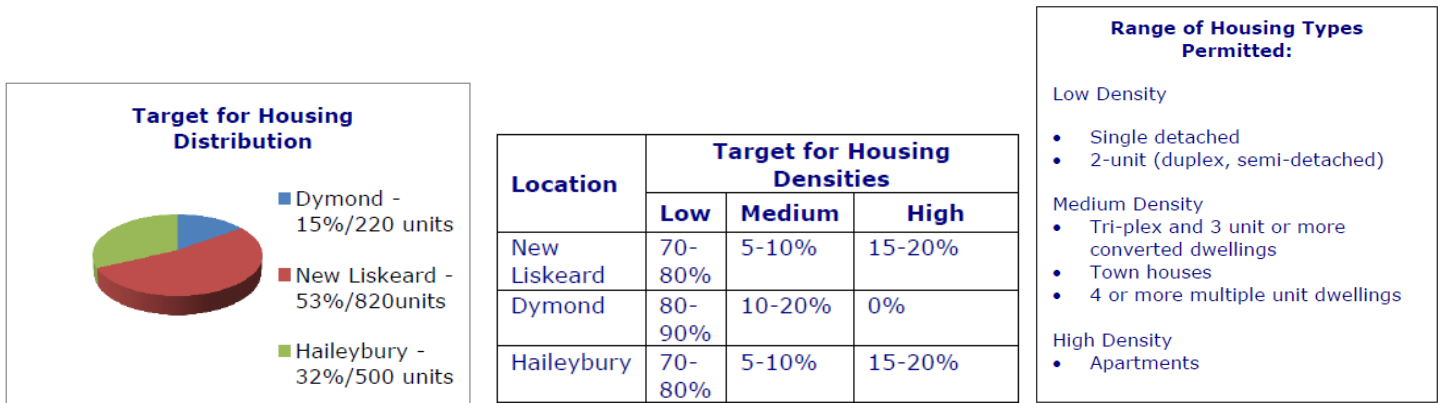 Target for Housing
Distribution
Dymond -
15%/220 units
New Liskeard -
53%/820units
Haileybury -
32%/500 units
Location
Target for Housing
Densities
Low Medium High
New
Liskeard
70-
80%
5-10%
15-20%
Dymond
80-
90%
10-20%
0%
Haileybury
70-
80%
5-10%
15-20%
Range of Housing Types
Permitted:
Low Density
• Single detached
• 2-unit (duplex, semi-detached)
Medium Density
• Tri-plex and 3 unit or more
converted dwellings
• Town houses
• 4 or more multiple unit dwellings
High Density
• Apartments